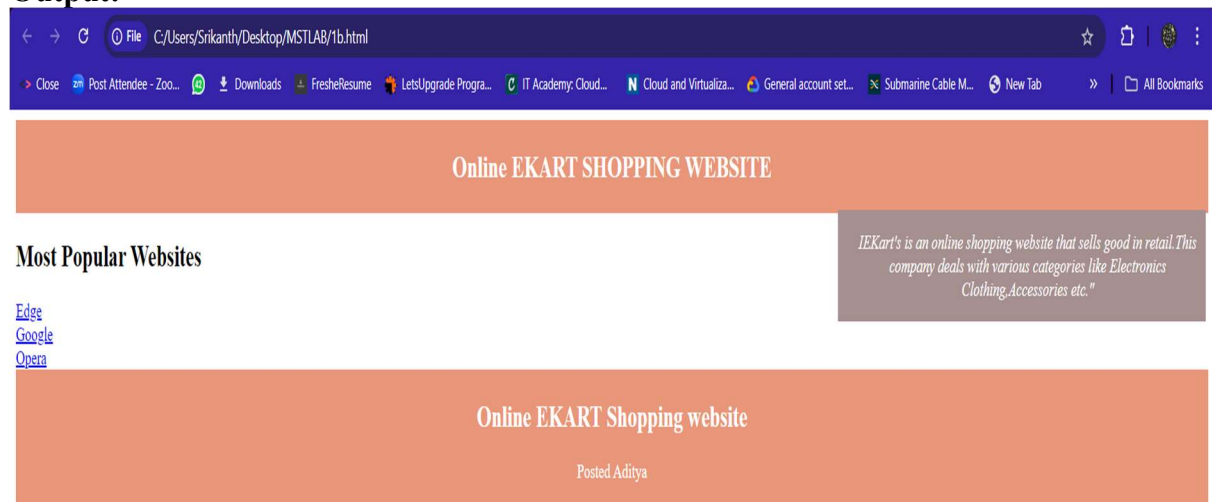 C:/Users/Srikanth/Desktop/MSTLAB/1b.html
File
Close Post Attendee - Zoo... Downloads FresheResume LetsUpgrade Progra... IT Academy: Cloud... Cloud and Virtualiza... General account set... Submarine Cable M... New Tab » All Bookmarks
Online EKART SHOPPING WEBSITE
IEKart's is an online shopping website that sells good in retail.This
company deals with various categories like Electronics
Clothing,Accessories etc."
Most Popular Websites
Edge
Google
Opera
Online EKART Shopping website
Posted Aditya